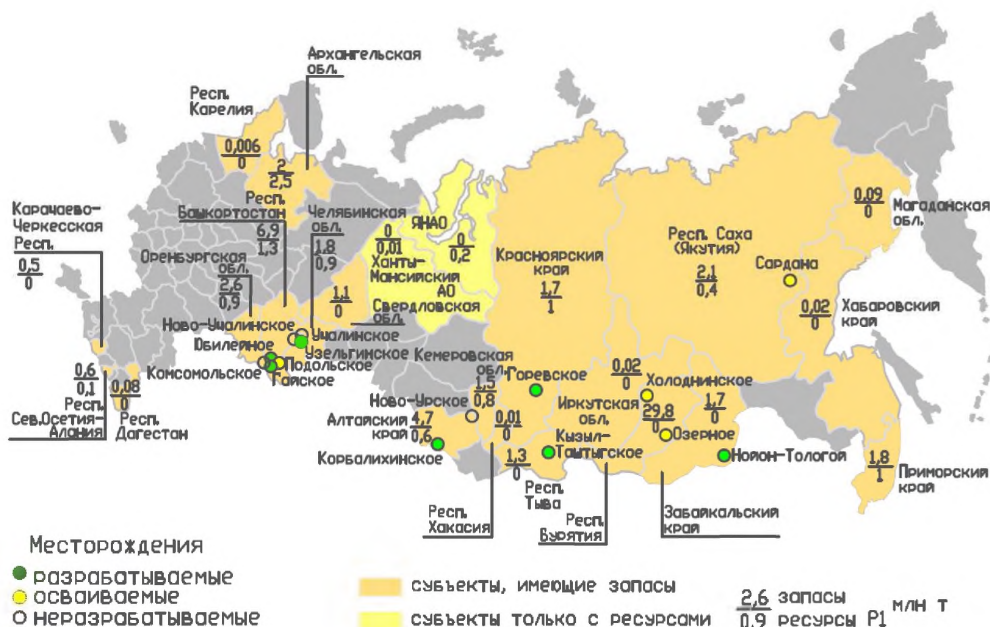 Архангельская
обл.
Респ.
Карелия
0,006
0
2
2,5
Карачаево-
Черкесская
Респ.
0,5
0
Респ.
Башкортостан
6,9
1,3
Челябинская
обл.
1,8
0,9
Оренбургская
обл.
2,6
0,9
ЯНАО
0
0,01
0
0,2
Ханты-
Мансийский
АО
Свердловская
обл.
1,1
0
Красноярский
край
1,7
1
Респ. Саха
(Якутия)
2,1
0,4
Сардана
0,09
0
Магаданская
обл.
0,02
0
Хабаровский
край
Ново-Учалинское
Учалинское
Юбилейное
Узельгинское
Комсомольское
Подольское
Гайское
0,6
0,1
Респ.
Сев.Осетия-
Алания
0,08
0
Респ.
Дагестан
Кемеровская
обл.
1,5
0,8
Ново-Урское
Алтайский
край
4,7
0,6
Корбалихинское
0,01
0
Горевское
0,02
0
Иркутская
обл.
Холоднинское
29,8
0
1,7
0
Озерное
Кызыл-
Таштыгское
1,3
0
Респ.
Тыва
Нойон-Тологой
1,8
1
Приморский
край
Респ.
Хакасия
Респ.
Бурятия
Забайкальский
край
Месторождения
разрабатываемые
осваиваемые
неразрабатываемые
субъекты, имеющие запасы
субъекты только с ресурсами
2,6 запасы
0,9 ресурсы P1
млн т